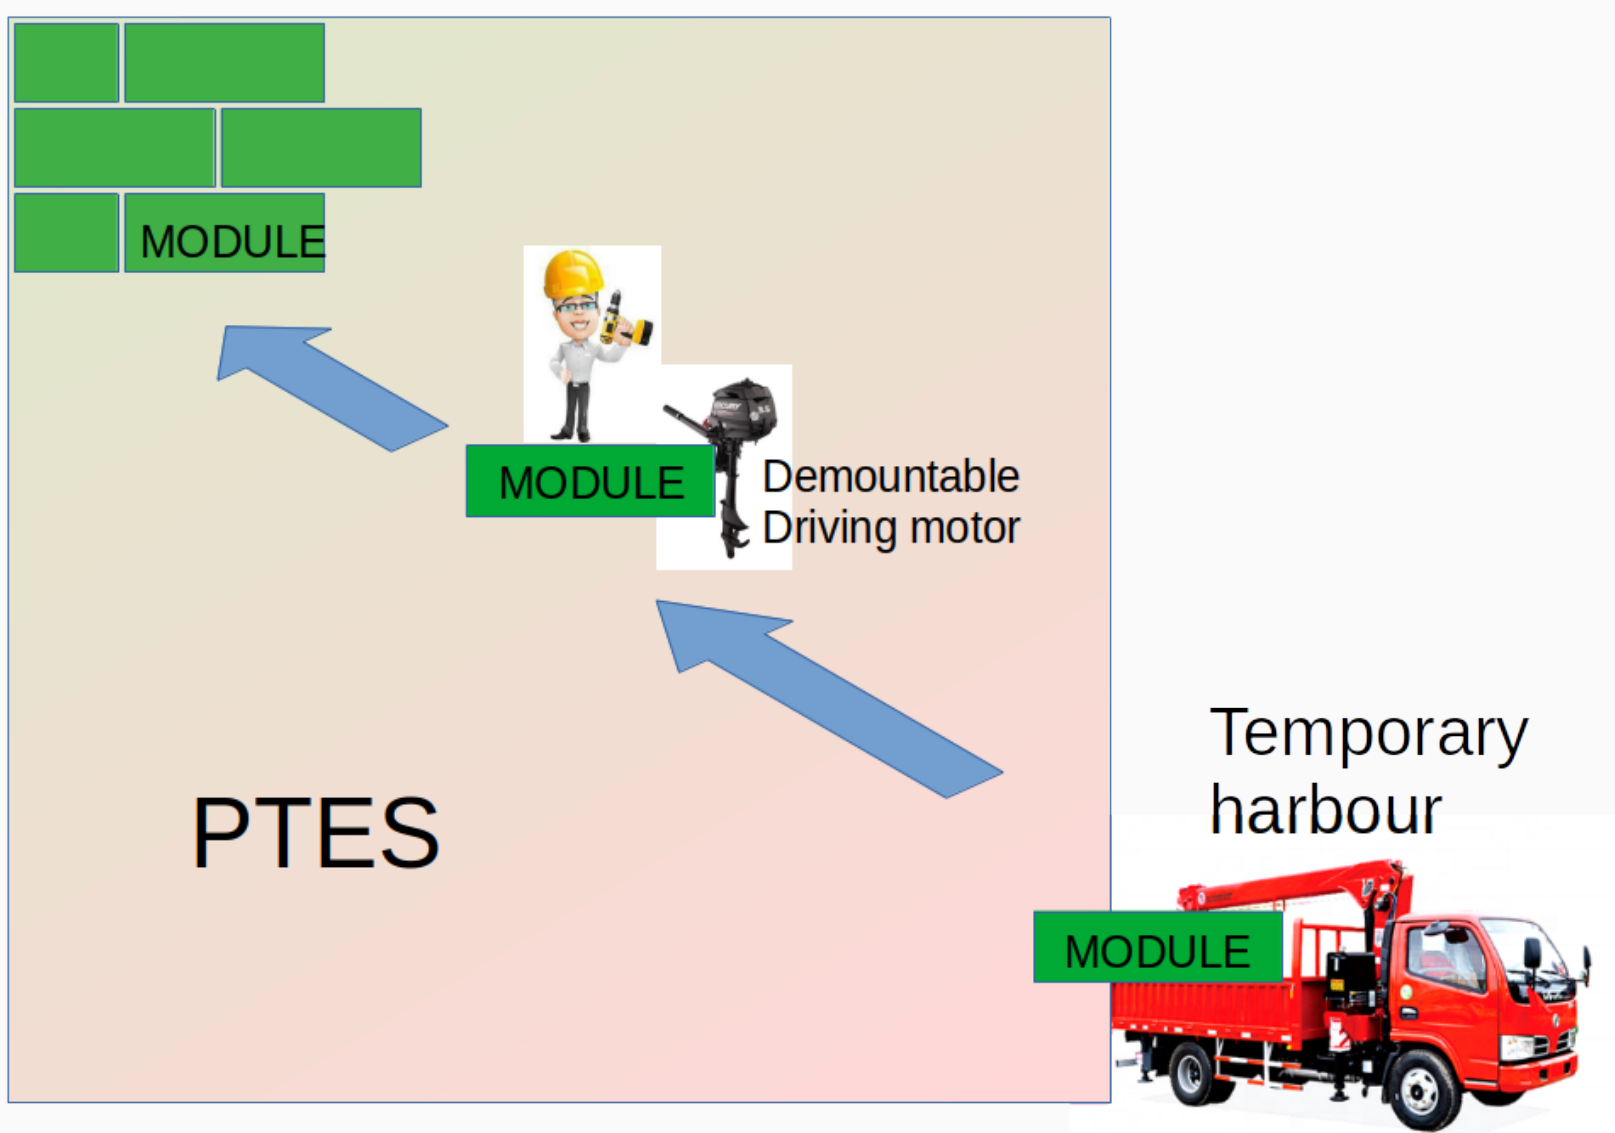 MODULE
MODULE
Demountable
Driving motor
Temporary
harbour
PTES
MODULE